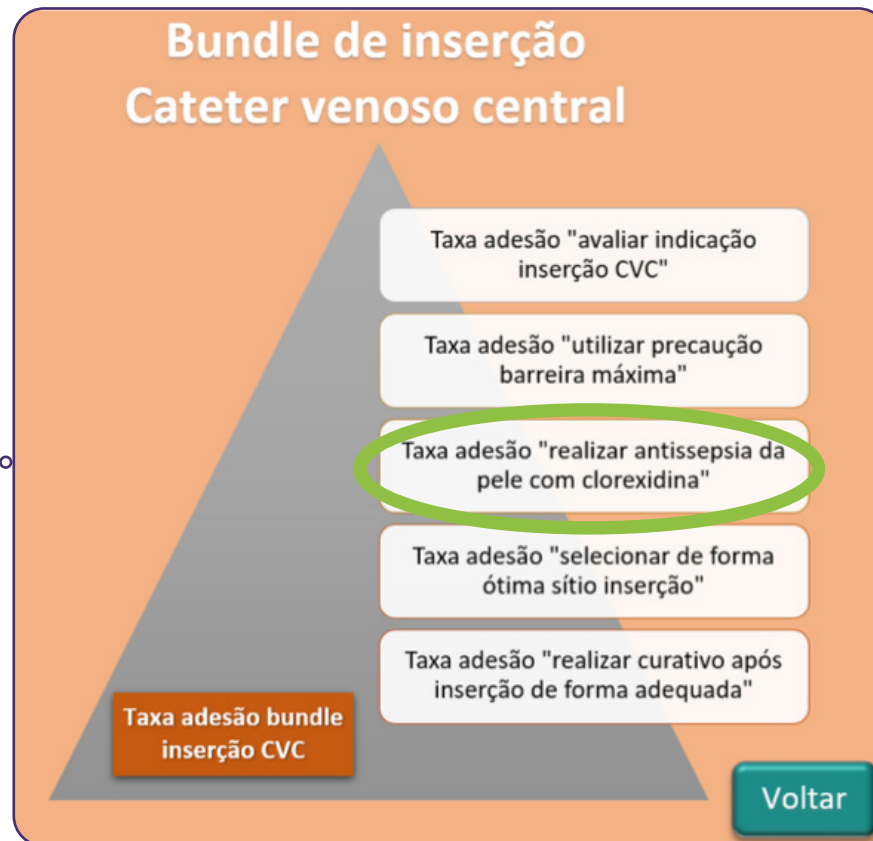 Bundle de inserção
Cateter venoso central
Taxa adesão "avaliar indicação
inserção CVC"
Taxa adesão "utilizar precaução
barreira máxima"
Taxa adesão "realizar antissepsia da
pele com clorexidina"
Taxa adesão "selecionar de forma
ótima sítio inserção"
Taxa adesão "realizar curativo após
inserção de forma adequada"
Taxa adesão bundle
inserção CVC
Voltar